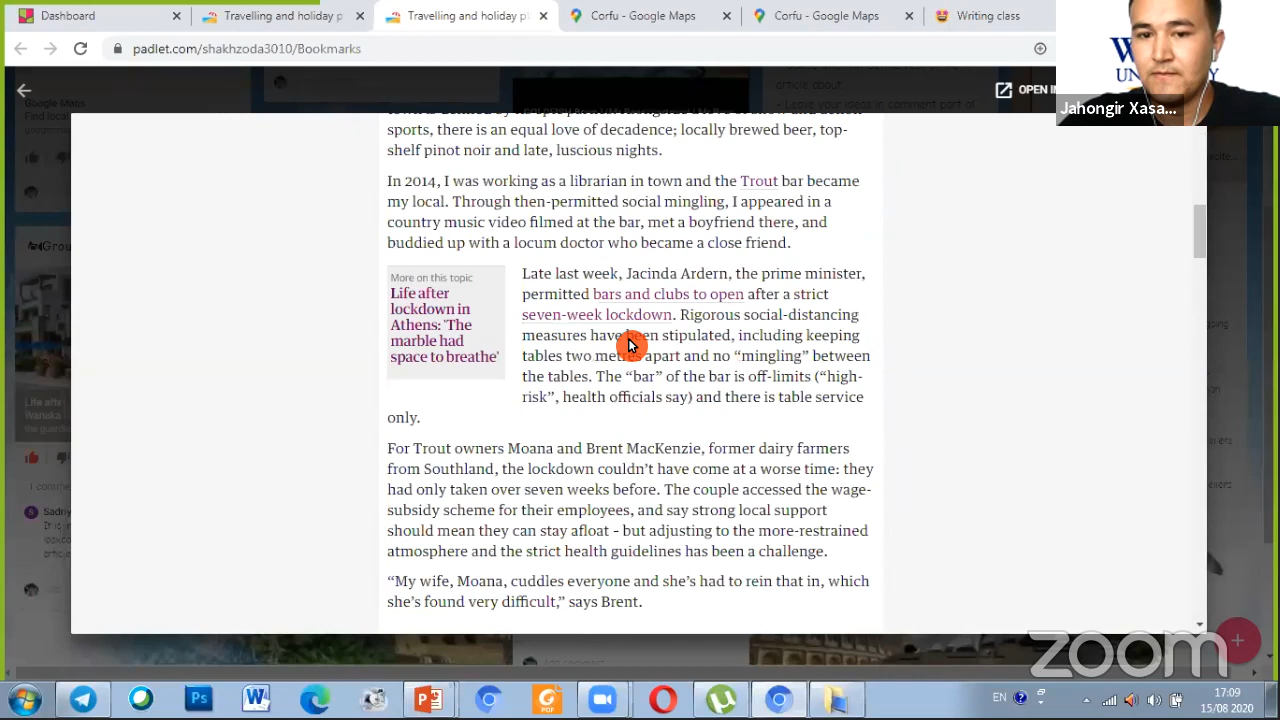 Dashboard
Travelling and holiday p
Travelling and holiday p
Corfu - Google Maps
Corfu - Google Maps
Writing class
padlet.com/shakhzoda3010/Bookmarks
OPEN IN
Jahongir Xasa...
Google Maps
article about
sports, there is an equal love of decadence; locally brewed beer, top-
shelf pinot noir and late, luscious nights.
In 2014, I was working as a librarian in town and the Trout bar became
my local. Through then-permitted social mingling, I appeared in a
country music video filmed at the bar, met a boyfriend there, and
buddied up with a locum doctor who became a close friend.
More on this topic
Life after
lockdown in
Athens: 'The
marble had
space to breathe'
Late last week, Jacinda Ardern, the prime minister,
permitted bars and clubs to open after a strict
seven-week lockdown. Rigorous social-distancing
measures have been stipulated, including keeping
tables two metres apart and no “mingling” between
the tables. The “bar” of the bar is off-limits (“high-
risk”, health officials say) and there is table service
only.
For Trout owners Moana and Brent MacKenzie, former dairy farmers
from Southland, the lockdown couldn’t have come at a worse time: they
had only taken over seven weeks before. The couple accessed the wage-
subsidy scheme for their employees, and say strong local support
should mean they can stay afloat – but adjusting to the more-restrained
atmosphere and the strict health guidelines has been a challenge.
“My wife, Moana, cuddles everyone and she’s had to rein that in, which
she’s found very difficult,” says Brent.
zoom
EN
17:09
15/08 2020